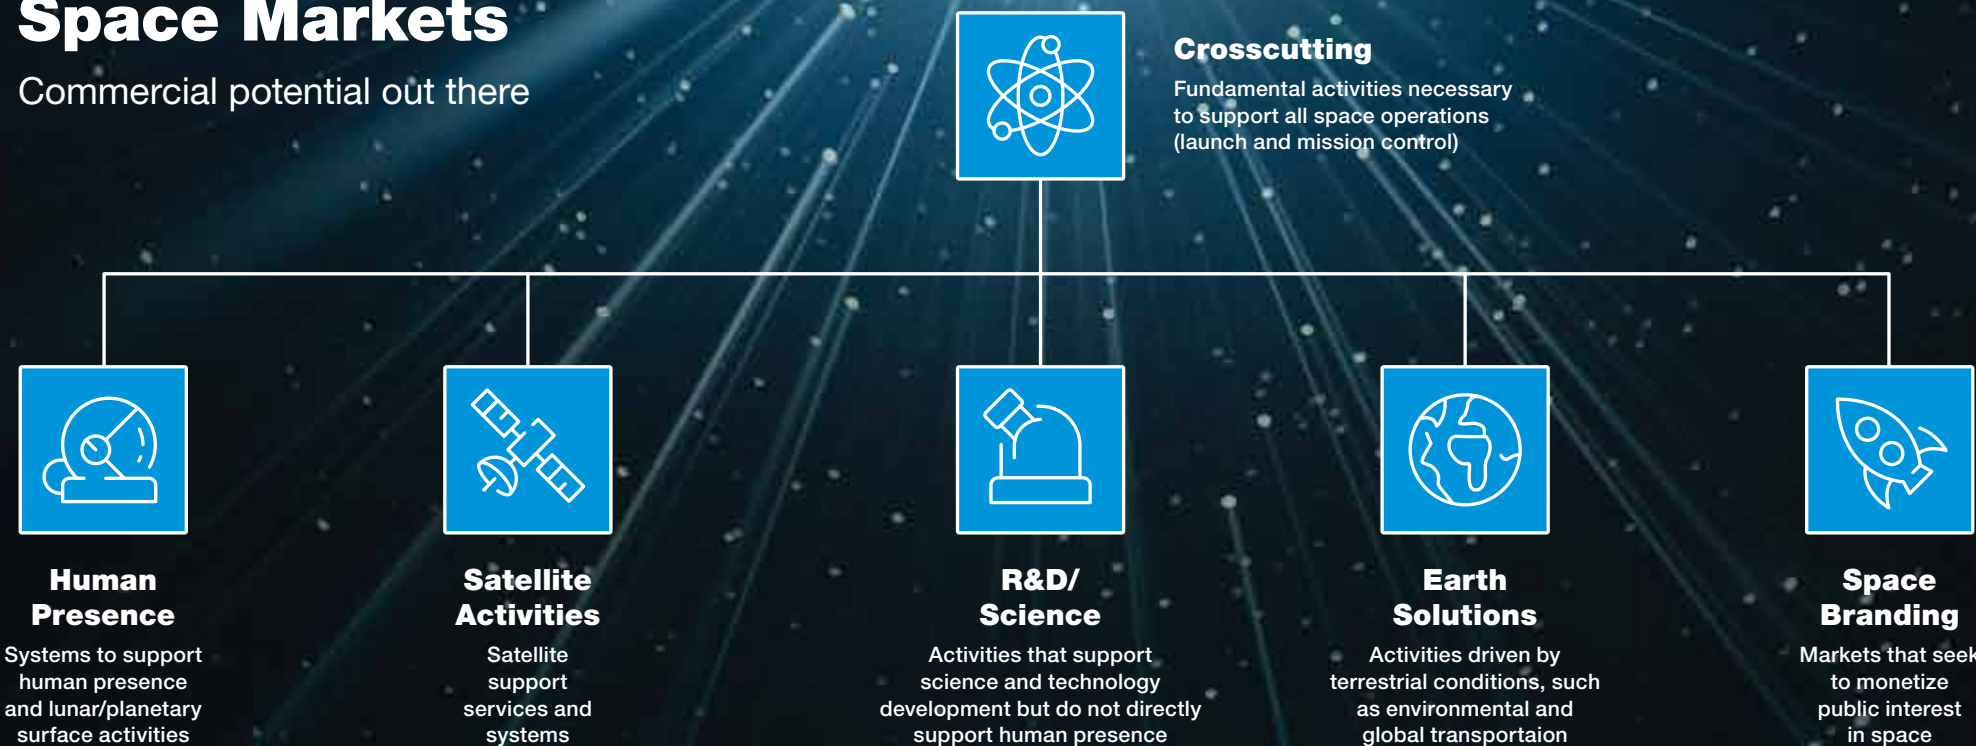 Space Markets
Commercial potential out there
Crosscutting
Fundamental activities necessary
to support all space operations
(launch and mission control)
Human
Presence
Systems to support
human presence
and lunar/planetary
surface activities
Satellite
Activities
Satellite
support
services and
systems
R&D/
Science
Activities that support
science and technology
development but do not directly
support human presence
Earth
Solutions
Activities driven by
terrestrial conditions, such
as environmental and
global transportaion
Space
Branding
Markets that seek
to monetize
public interest
in space